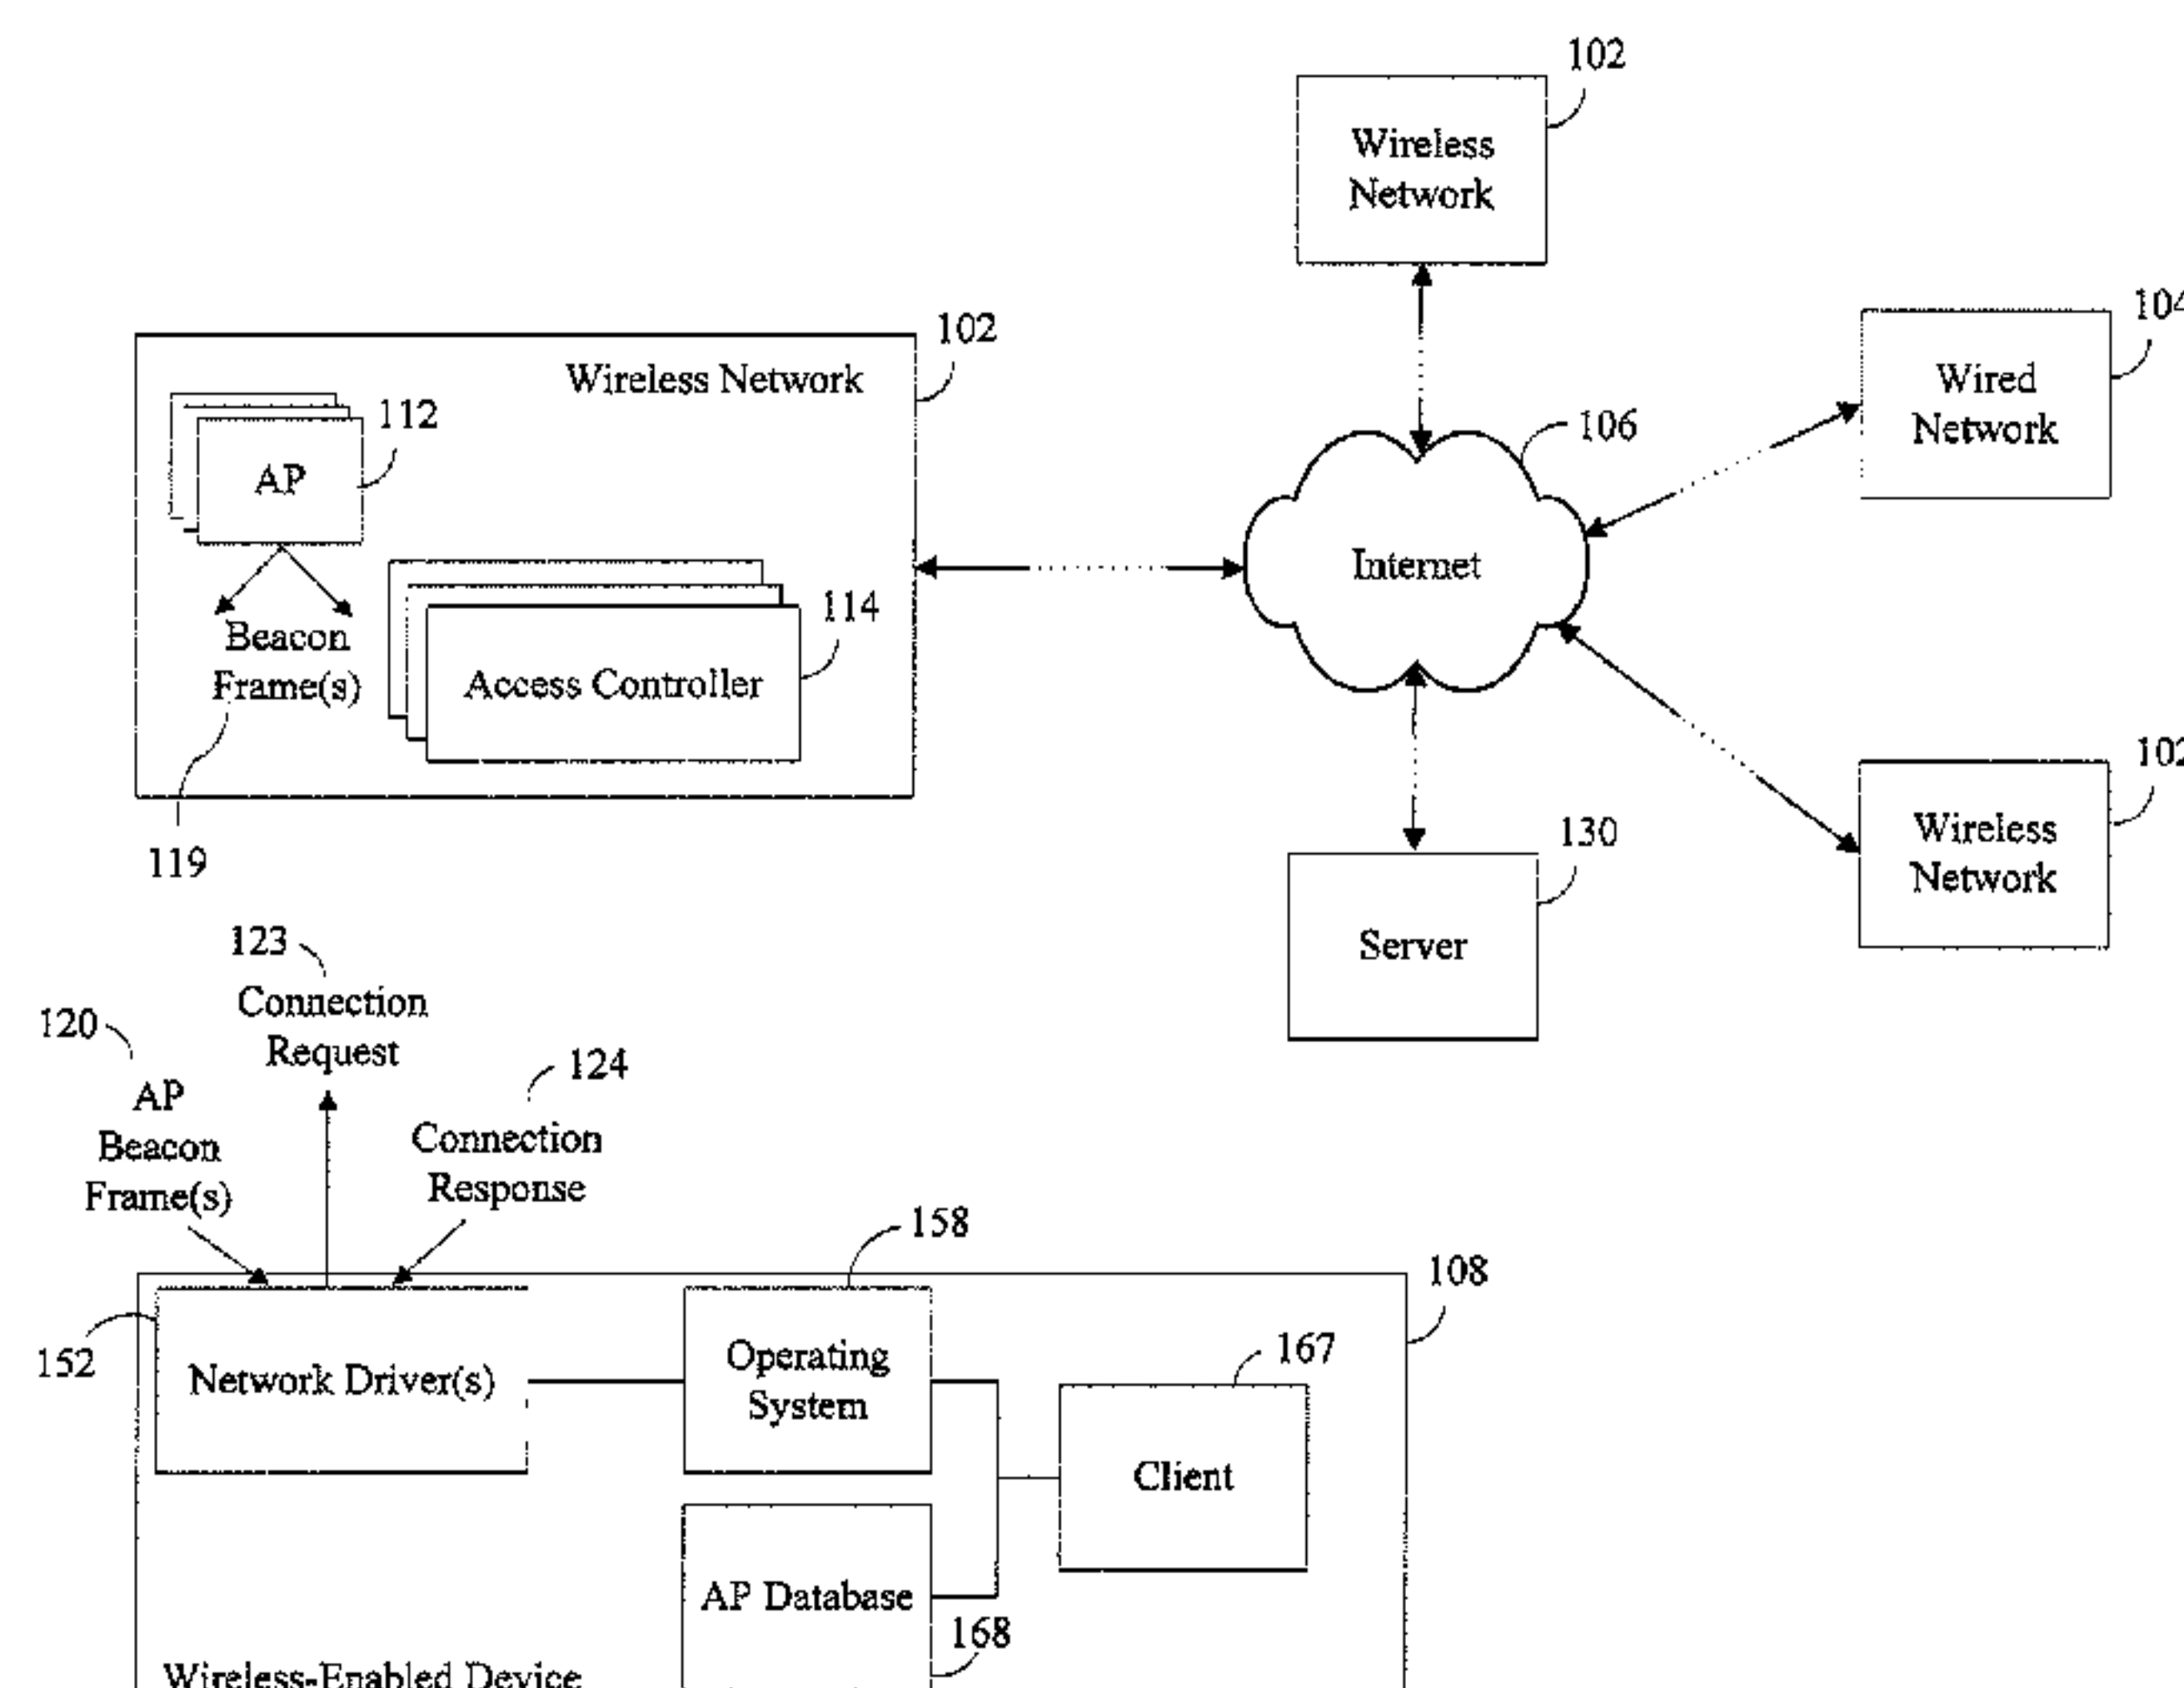 102
Wireless
Network
102
Wireless Network
112
AP
Beacon
Frame(s)
119
114
Access Controller
106
Internet
104
Wired
Network
102
Wireless
Network
130
Server
123
Connection
Request
120
AP
Beacon
Frame(s)
124
Connection
Response
158
108
152
Network Driver(s)
Operating
System
167
Client
AP Database
168
Wireless-Enabled Device